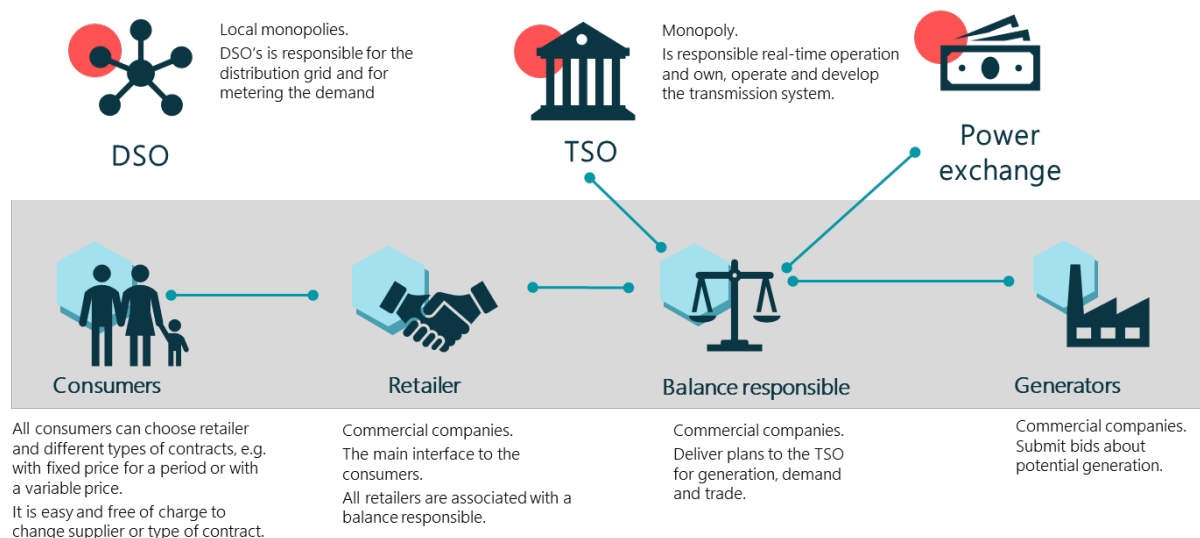 Local monopolies.
DSO's is responsible for the
distribution grid and for
metering the demand
DSO
Monopoly.
Is responsible real-time operation
and own, operate and develop
the transmission system.
TSO
Power
exchange
Consumers
Retailer
Balance responsible
Generators
All consumers can choose retailer
and different types of contracts, e.g.
with fixed price for a period or with
a variable price.
It is easy and free of charge to
change supplier or type of contract.
Commercial companies.
The main interface to the
consumers.
All retailers are associated with a
balance responsible.
Commercial companies.
Deliver plans to the TSO
for generation, demand
and trade.
Commercial companies.
Submit bids about
potential generation.